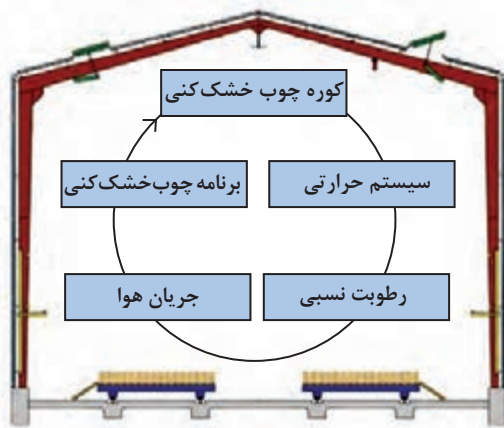 کوره چوب خشک‌کنی
سیستم حرارتی
برنامه چوب‌خشک‌کنی
رطوبت نسبی
جریان هوا